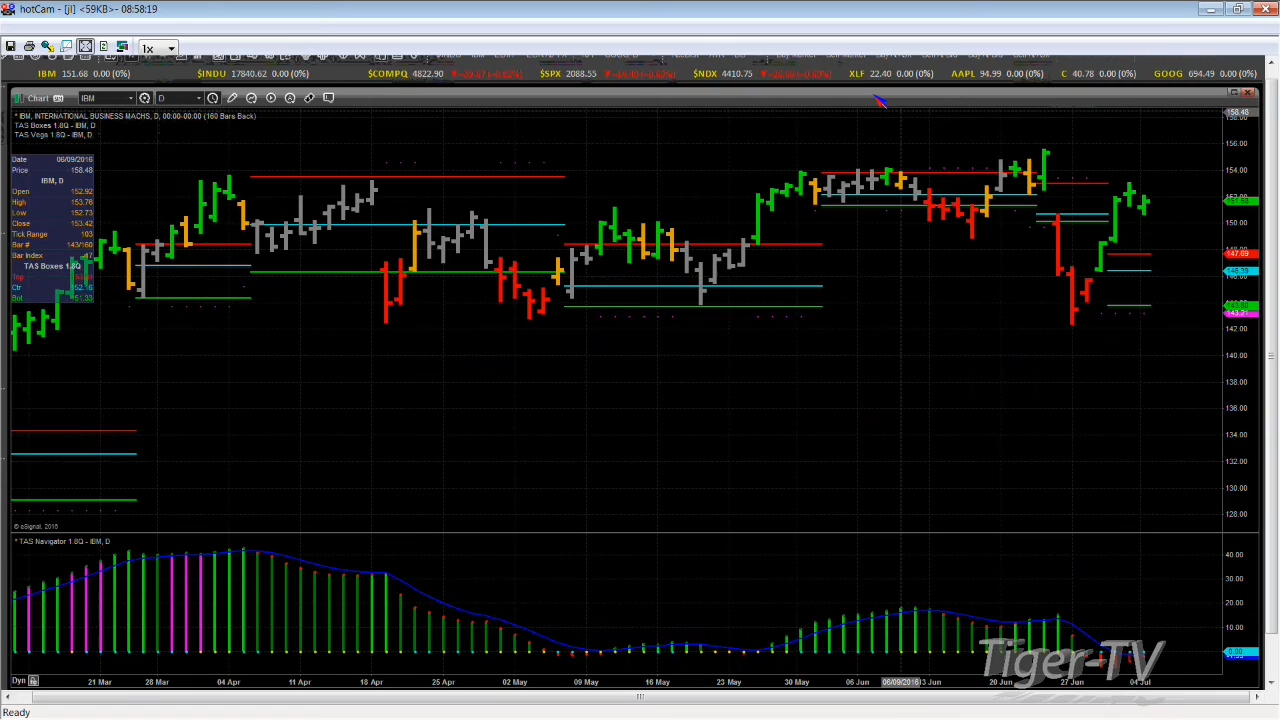 hotCam - [jl] <59KB> - 08:58:19
1x
IBM 151.68 0.00 (0%) $INDU 17840.62 0.00 (0%) $COMPQ 4822.90 $SPX 2088.55 $NDX 4410.75 XLF 22.40 0.00 (0%) AAPL 94.99 0.00 (0%) C 40.78 0.00 (0%) GOOG 694.49 0.00 (0%)
Chart IBM D
* IBM, INTERNATIONAL BUSINESS MACHS, D, 00:00-00:00 (160 Bars Back)
TAS Boxes 1.8Q - IBM, D
TAS Vega 1.8Q - IBM, D
Date 06/09/2016
Price 158.48
IBM, D
Open 152.92
High 153.76
Low 152.73
Close 153.42
Tick Range 103
Bar # 143/160
Bar Index -17
TAS Boxes 1.8Q
Top
Ctr 152.16
Bot 151.33
158.48
158.00
156.00
154.00
152.00
151.68
150.00
148.00
147.69
146.39
143.21
142.00
140.00
138.00
136.00
134.00
132.00
130.00
128.00
© eSignal, 2016
* TAS Navigator 1.8Q - IBM, D
40.00
30.00
20.00
10.00
0.00
Tiger-TV
Dyn 21 Mar 28 Mar 04 Apr 11 Apr 18 Apr 25 Apr 02 May 09 May 16 May 23 May 30 May 06 Jun 06/09/2016 3 Jun 20 Jun 27 Jun 04 Jul
Ready